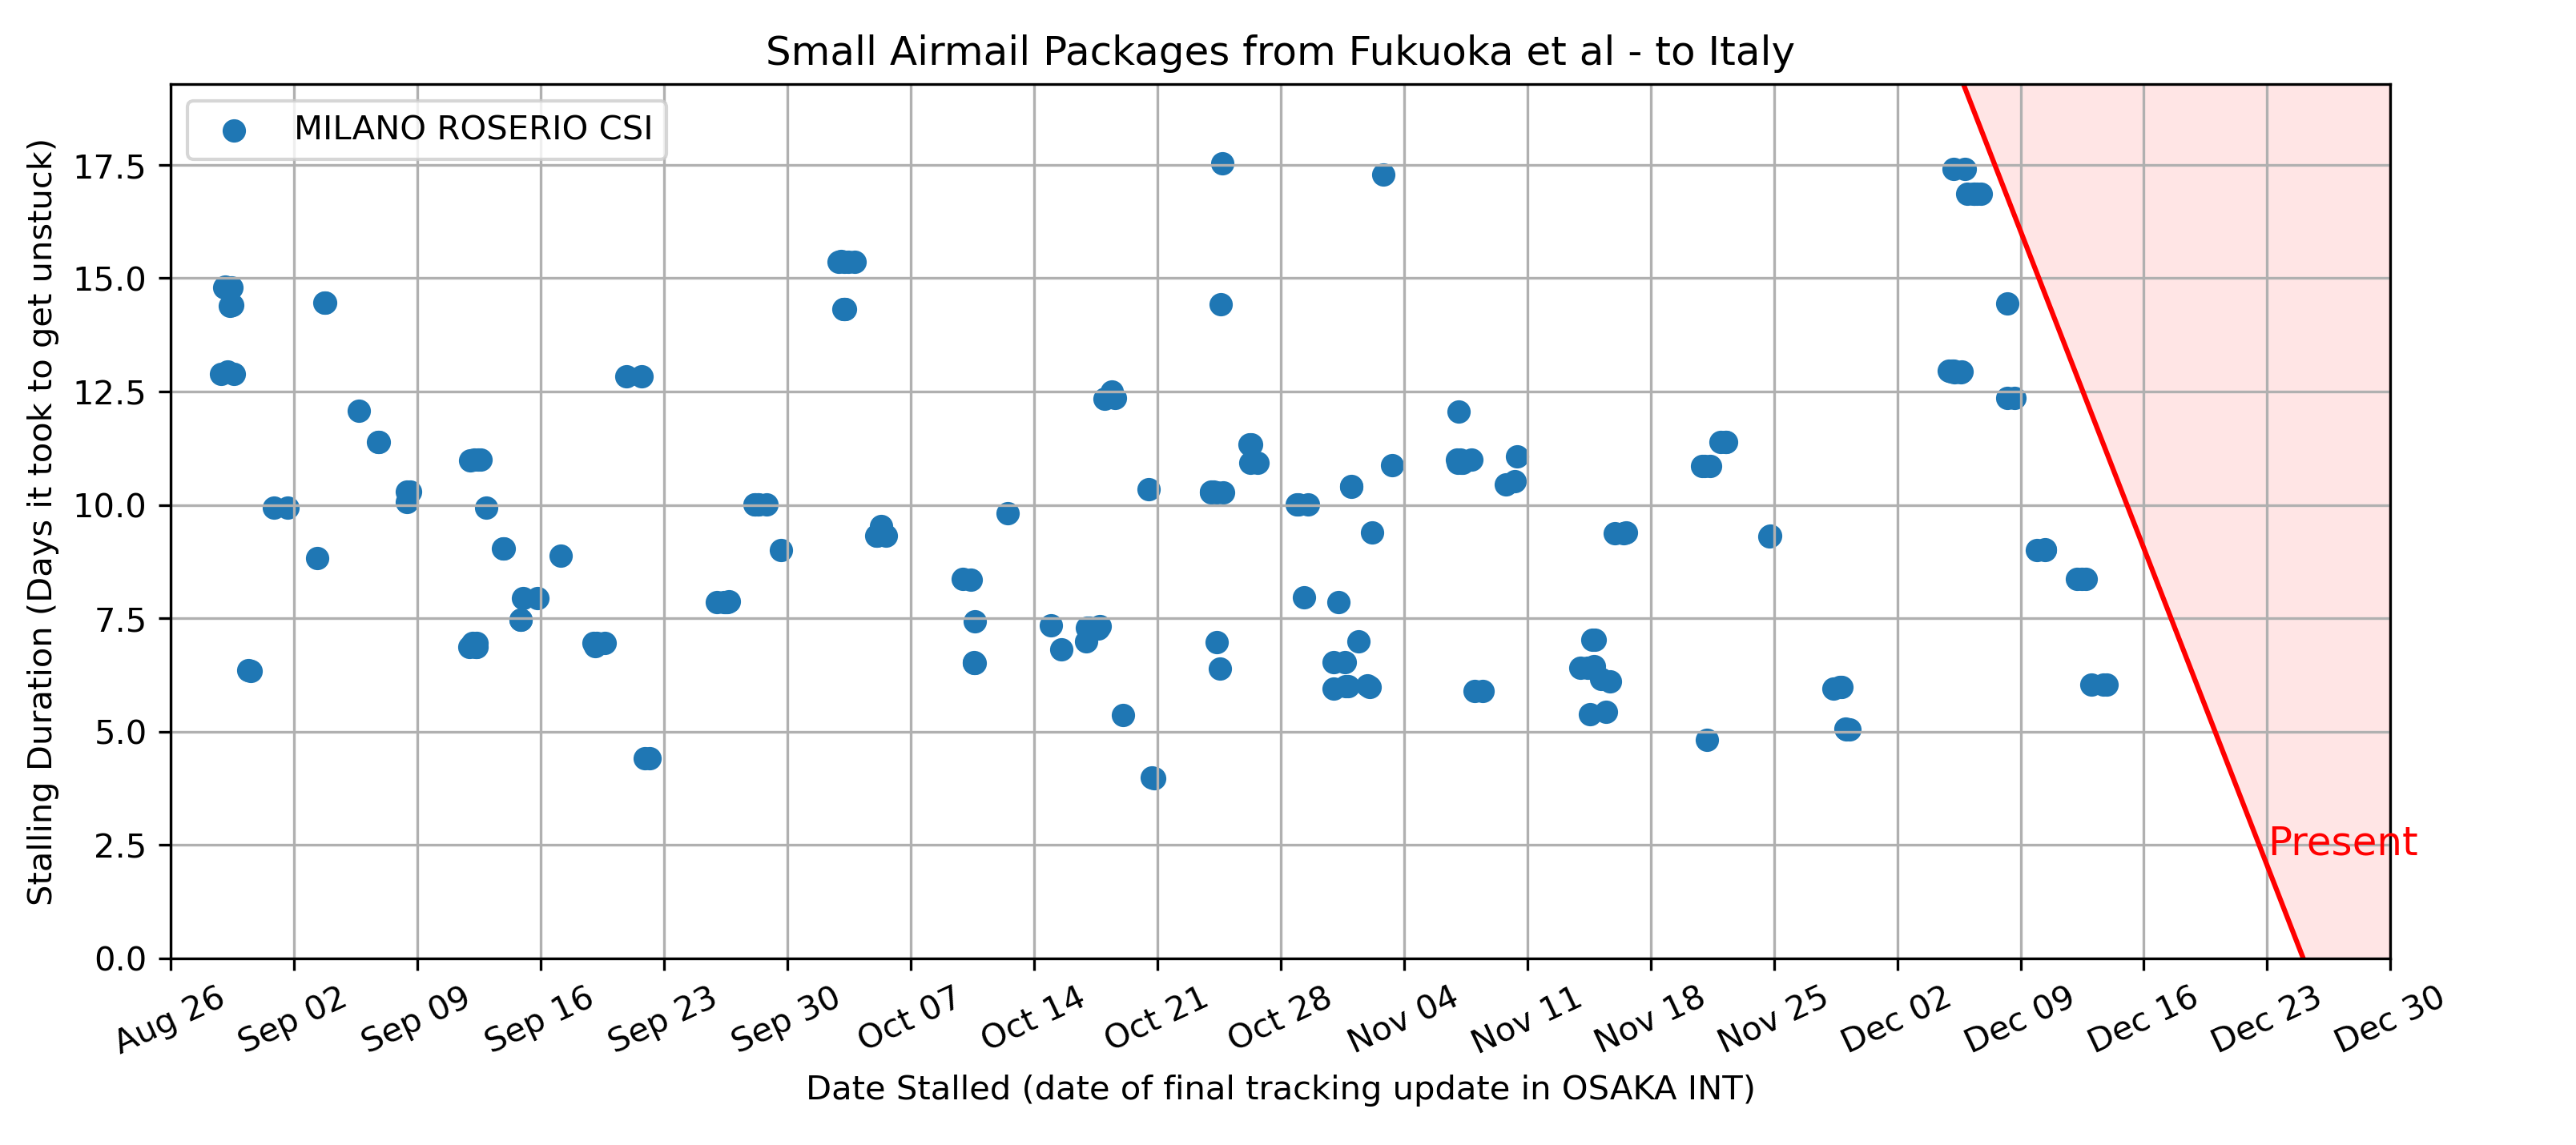 Small Airmail Packages from Fukuoka et al - to Italy
MILANO ROSERIO CSI
Stalling Duration (Days it took to get unstuck)
17.5
15.0
12.5
10.0
7.5
5.0
2.5
0.0
Present
Aug 26
Sep 02
Sep 09
Sep 16
Sep 23
Sep 30
Oct 07
Oct 14
Oct 21
Oct 28
Nov 04
Nov 11
Nov 18
Nov 25
Dec 02
Dec 09
Dec 16
Dec 23
Dec 30
Date Stalled (date of final tracking update in OSAKA INT)